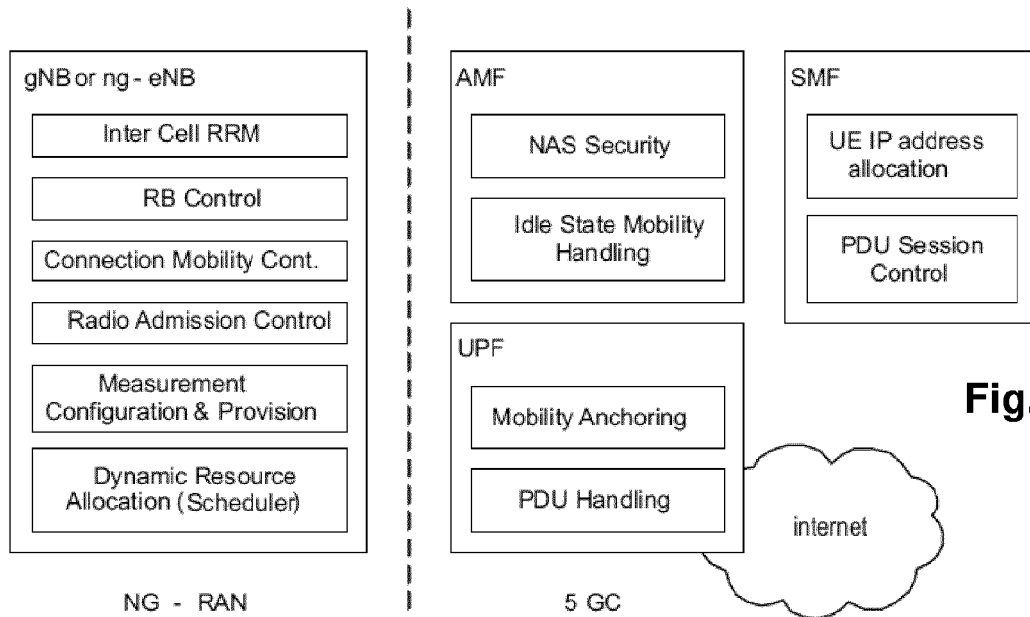 gNB or ng - eNB
Inter Cell RRM
RB Control
Connection Mobility Cont.
Radio Admission Control
Measurement
Configuration & Provision
Dynamic Resource
Allocation (Scheduler)
NG - RAN
AMF
NAS Security
Idle State Mobility
Handling
UPF
Mobility Anchoring
PDU Handling
5 GC
SMF
UE IP address
allocation
PDU Session
Control
internet
Fig.